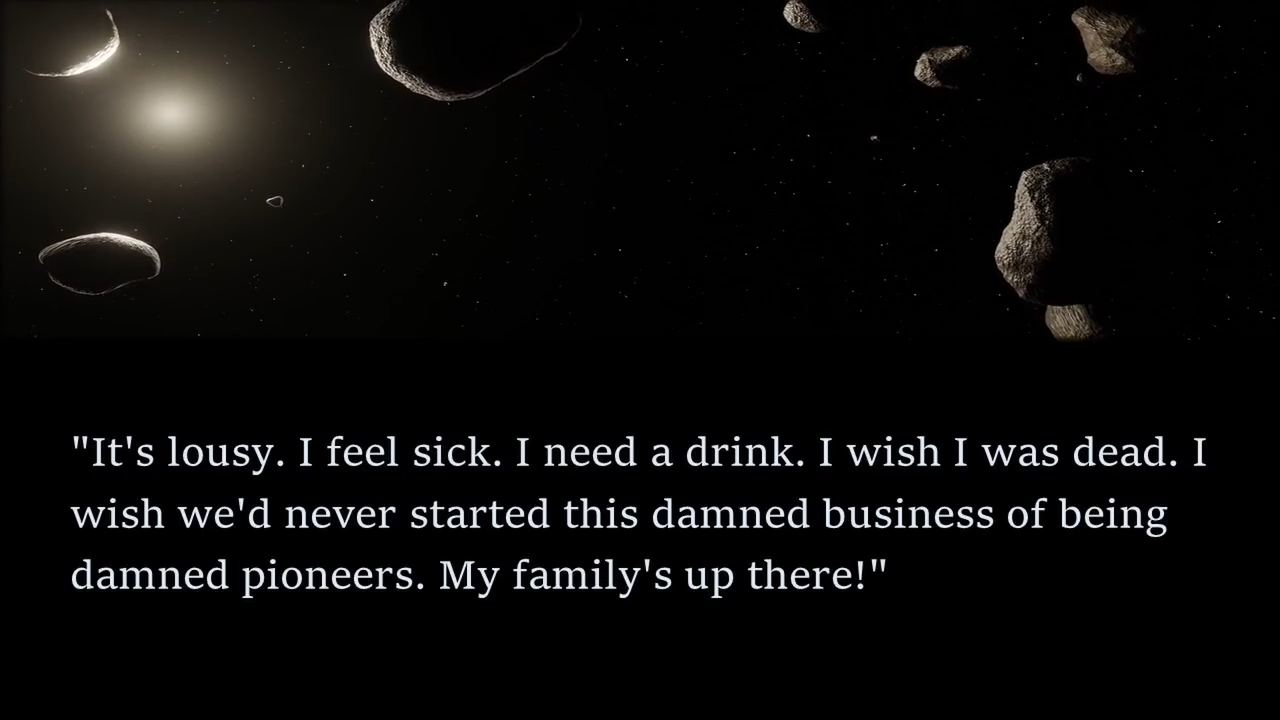 "It's lousy. I feel sick. I need a drink. I wish I was dead. I
wish we'd never started this damned business of being
damned pioneers. My family's up there!"